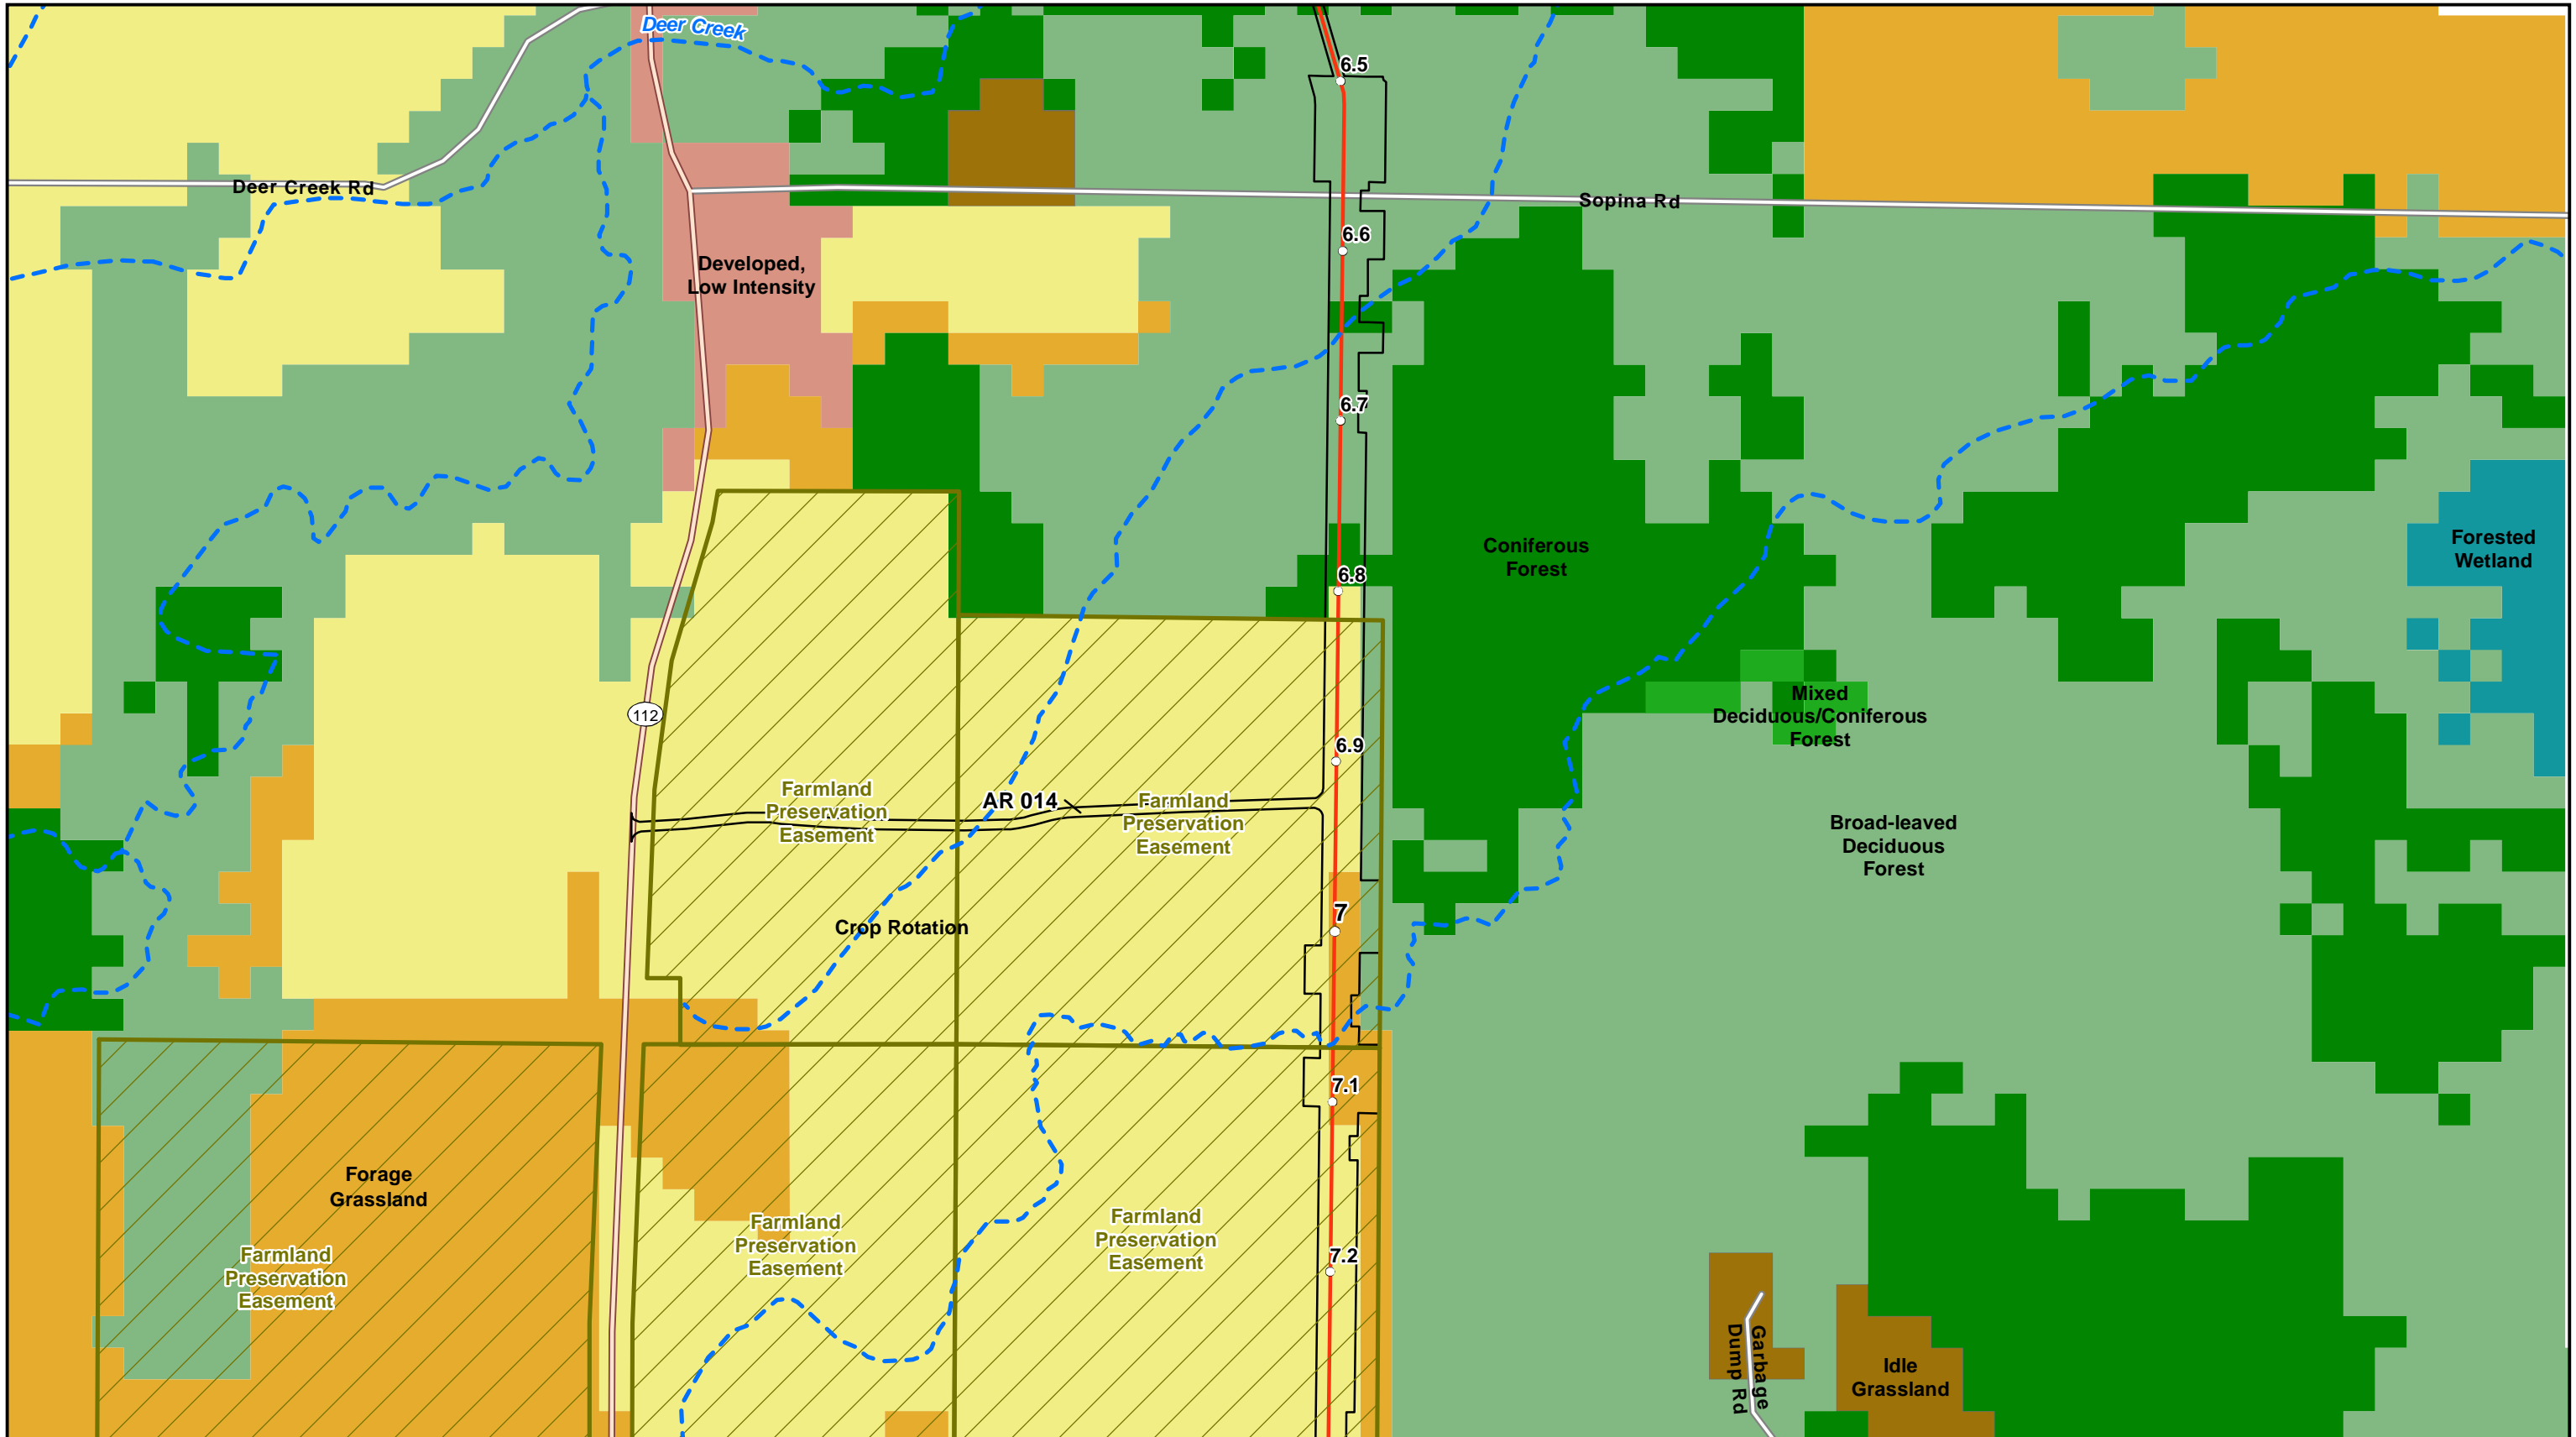 Deer Creek
6.5
Deer Creek Rd
Sopina Rd
6.6
Developed,
Low Intensity
6.7
Coniferous
Forest
Forested
Wetland
6.8
112
Mixed
Deciduous/Coniferous
Forest
6.9
Farmland
Preservation
Easement
AR 014
Farmland
Preservation
Easement
Broad-leaved
Deciduous
Forest
7
Crop Rotation
7.1
Forage
Grassland
Farmland
Preservation
Easement
Farmland
Preservation
Easement
Farmland
Preservation
Easement
7.2
Garbage
Dump Rd
Idle
Grassland